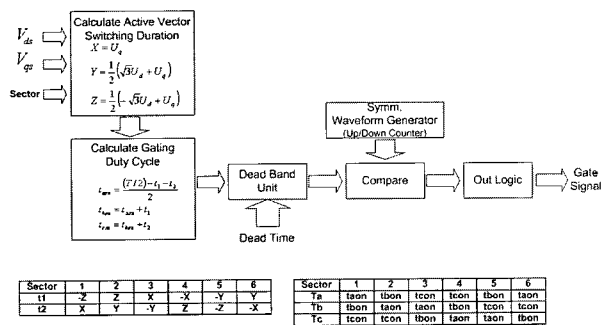 Calculate Active Vector
Switching Duration
X = U_q
Y = 1/2 (√3U_d + U_q)
Z = 1/2 (-√3U_d + U_q)
V_ds
V_qs
Sector
Calculate Gating
Duty Cycle
t_aon = ((T/2) - t_1 - t_2) / 2
t_bon = t_aon + t_1
t_con = t_bon + t_2
Dead Band
Unit
Dead Time
Symm.
Waveform Generator
(Up/Down Counter)
Compare
Out Logic
Gate
Signal
Sector 1 2 3 4 5 6
t1 -Z Z X -X -Y Y
t2 X Y -Y Z -Z -X
Sector 1 2 3 4 5 6
Ta taon tbon tcon tcon tbon taon
Tb tbon taon taon tbon tcon tcon
Tc tcon tcon tbon taon taon tbon